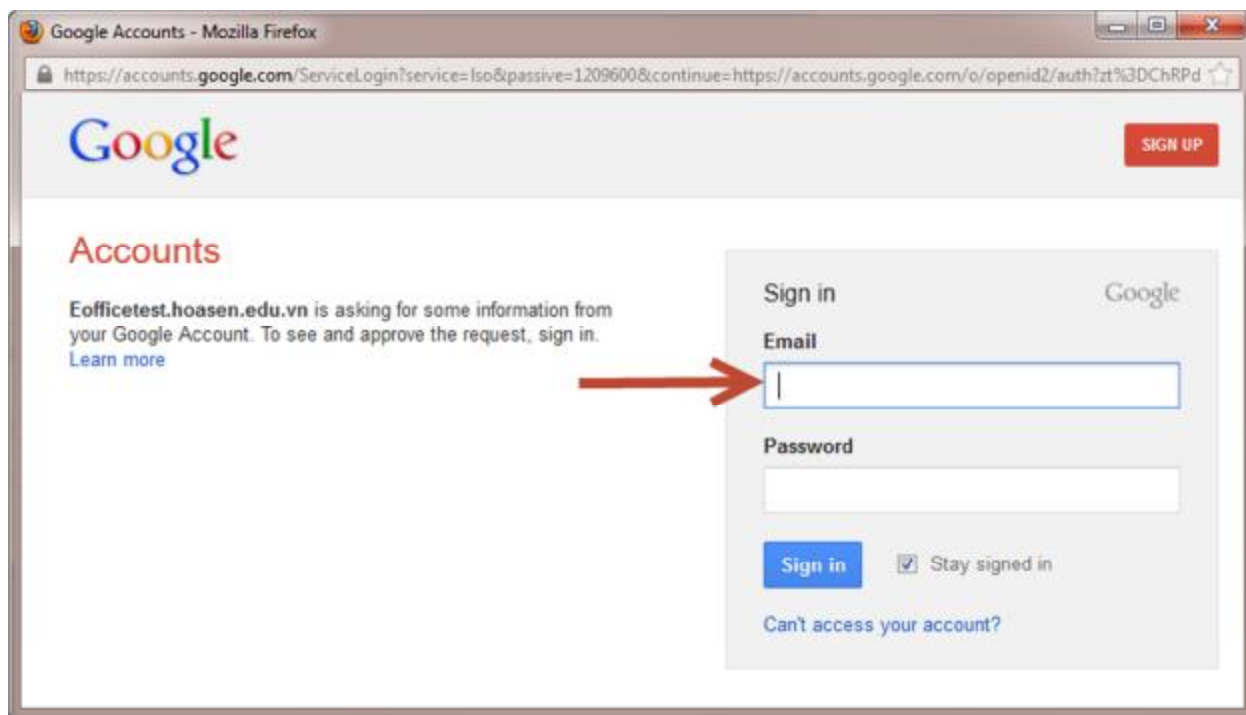 Google Accounts - Mozilla Firefox
https://accounts.google.com/ServiceLogin?service=lso&passive=1209600&continue=https://accounts.google.com/o/openid2/auth?zt%3DChRPd
Google
SIGN UP
Accounts
Eofficetest.hoasen.edu.vn is asking for some information from
your Google Account. To see and approve the request, sign in.
Learn more
Sign in Google
Email
Password
Sign in Stay signed in
Can't access your account?